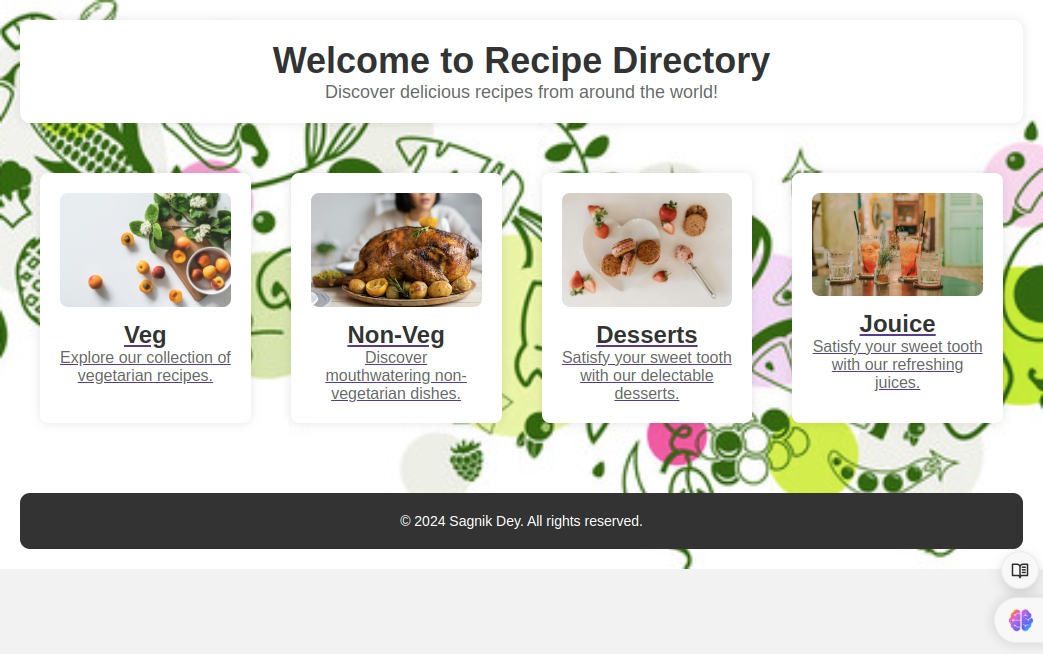 Welcome to Recipe Directory
Discover delicious recipes from around the world!
Veg
Explore our collection of
vegetarian recipes.
Non-Veg
Discover
mouthwatering non-
vegetarian dishes.
Desserts
Satisfy your sweet tooth
with our delectable
desserts.
Jouice
Satisfy your sweet tooth
with our refreshing
juices.
© 2024 Sagnik Dey. All rights reserved.